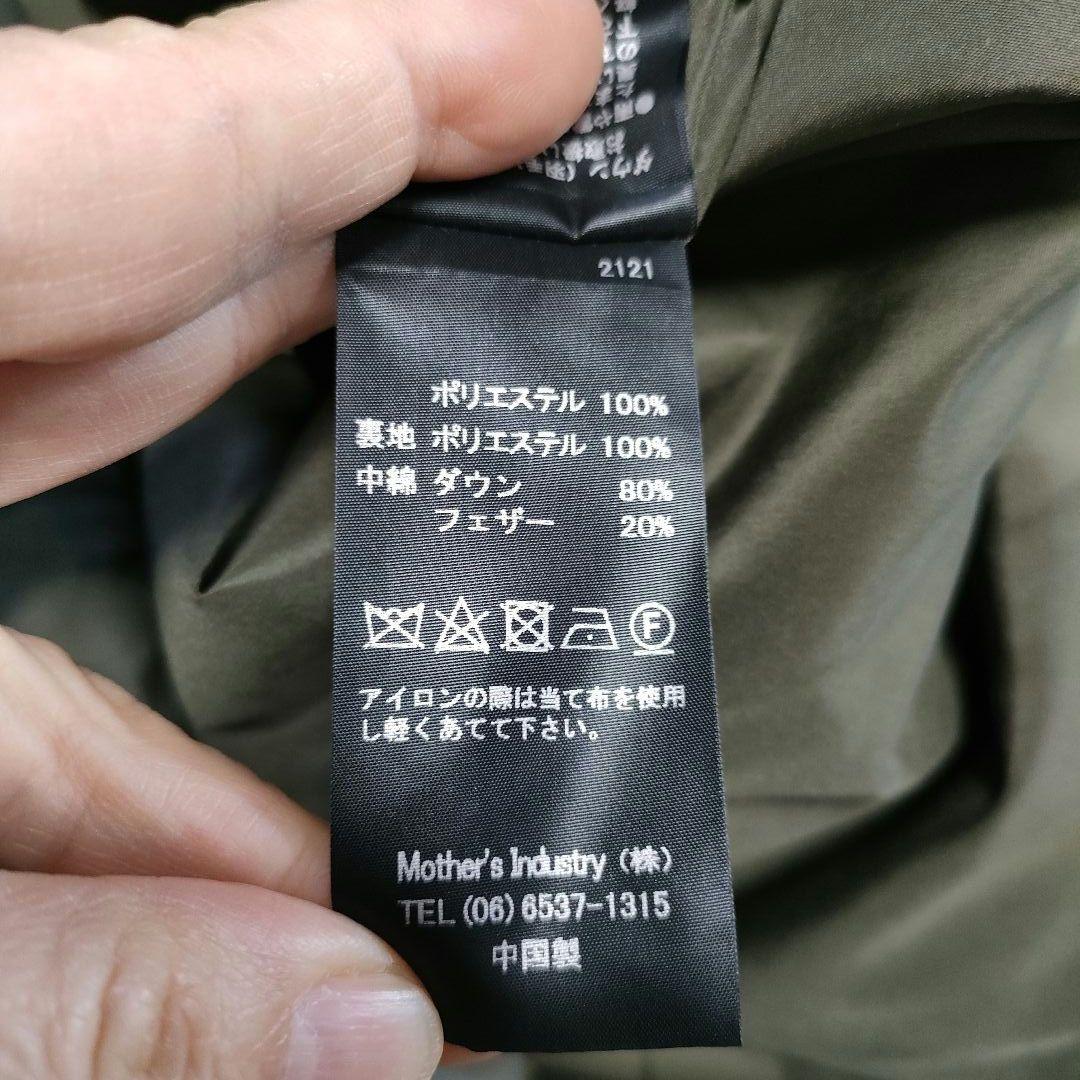 2121
ポリエステル 100%
裏地 ポリエステル 100%
中綿 ダウン 80%
フェザー 20%
F
アイロンの際は当て布を使用
し軽くあてて下さい。
Mother's Industry (株)
TEL (06) 6537-1315
中国製